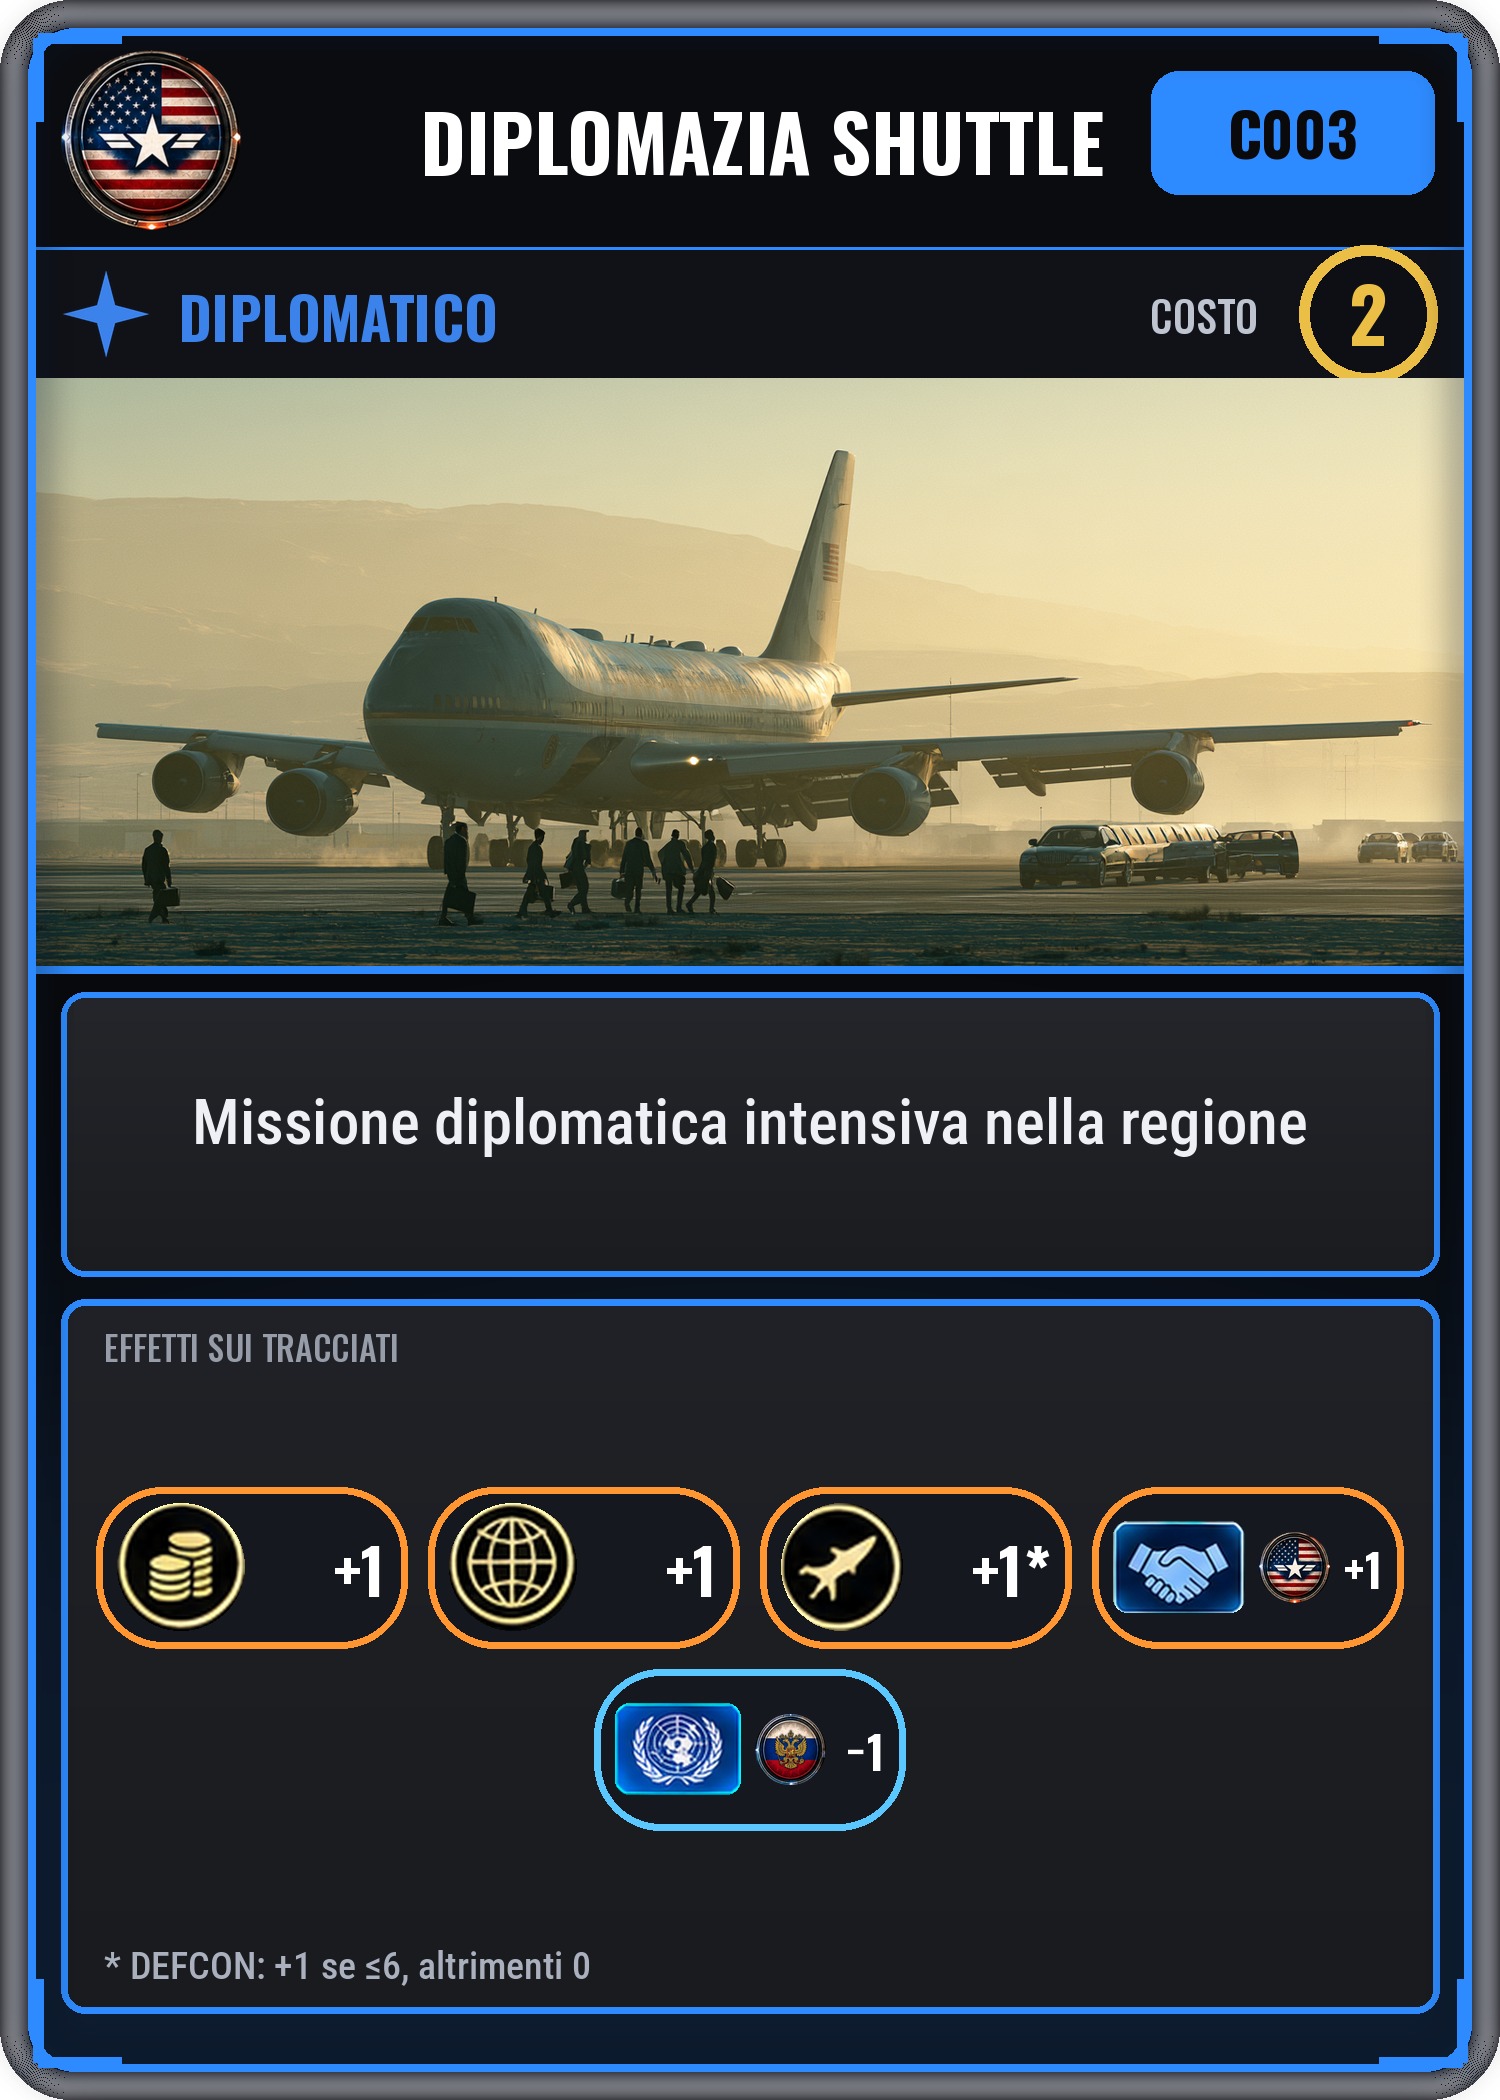 DIPLOMAZIA SHUTTLE
C003
DIPLOMATICO
COSTO
2
Missione diplomatica intensiva nella regione
EFFETTI SUI TRACCIATI
+1
+1
+1*
+1
-1
* DEFCON: +1 se ≤6, altrimenti 0